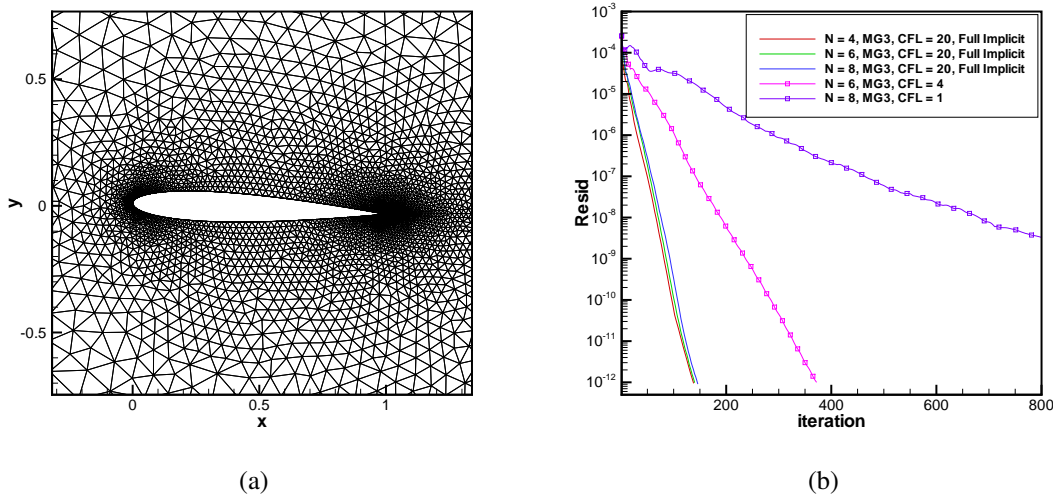 0.5
0
-0.5
y
0
0.5
1
x
(a)
10-3
10-4
10-5
10-6
10-7
10-8
10-9
10-10
10-11
10-12
Resid
N = 4, MG3, CFL = 20, Full Implicit
N = 6, MG3, CFL = 20, Full Implicit
N = 8, MG3, CFL = 20, Full Implicit
N = 6, MG3, CFL = 4
N = 8, MG3, CFL = 1
200
400
600
800
iteration
(b)